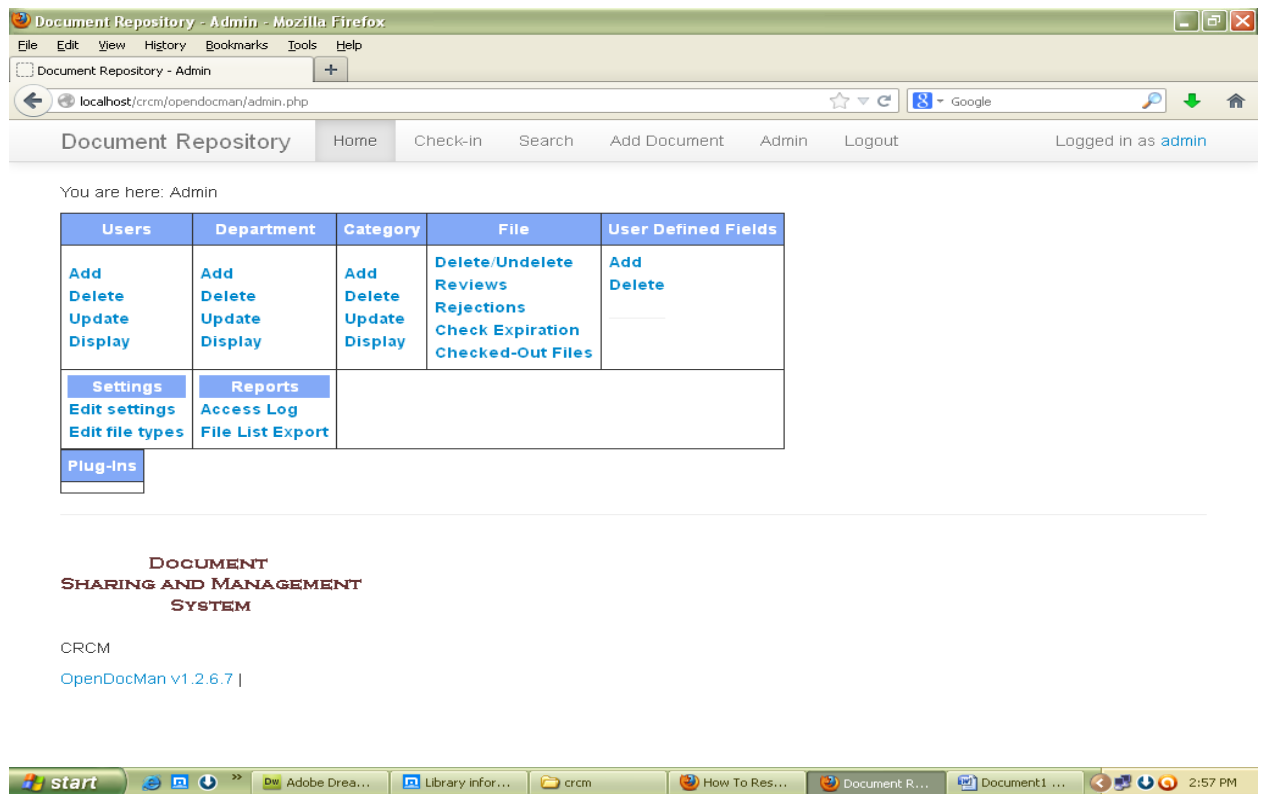 Document Repository - Admin - Mozilla Firefox
File Edit View History Bookmarks Tools Help
Document Repository - Admin
localhost/crcm/opendocman/admin.php
Google
Document Repository Home Check-in Search Add Document Admin Logout Logged in as admin
You are here: Admin
Users Department Category File User Defined Fields
Add
Delete
Update
Display
Add
Delete
Update
Display
Add
Delete
Update
Display
Delete/Undelete
Reviews
Rejections
Check Expiration
Checked-Out Files
Add
Delete
Settings
Edit settings
Edit file types
Reports
Access Log
File List Export
Plug-Ins
Document
Sharing and Management
System
CRCM
OpenDocMan v1.2.6.7 |
start Adobe Drea... Library infor... crcm How To Res... Document R... Document1 ... 2:57 PM